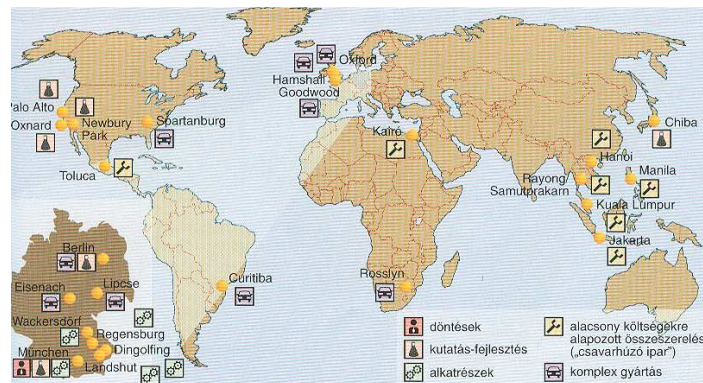 Oxford
Hamshall
Goodwood
Palo Alto
Oxnard
Newbury
Park
Spartanburg
Toluca
Kairó
Chiba
Hanoi
Manila
Rayong/
Samutprakarn
Kuala Lumpur
Jakarta
Curitiba
Rosslyn
Berlin
Eisenach
Lipcse
Wackersdorf
Regensburg
München
Dingolfing
Landshut
döntések
kutatás-fejlesztés
alkatrészek
alacsony költségekre
alapozott összeszerelés
(„csavarhúzó ipar")
komplex gyártás